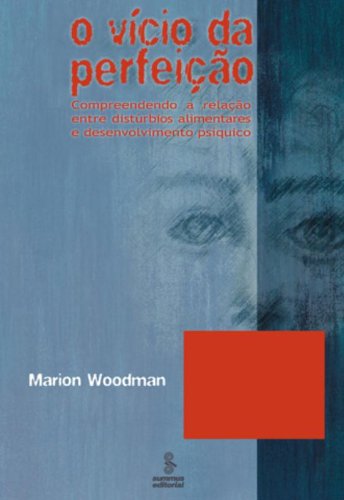 o vício da
perfeição
Compreendendo a relação
entre distúrbios alimentares
e desenvolvimento psíquico
Marion Woodman
summus
editorial